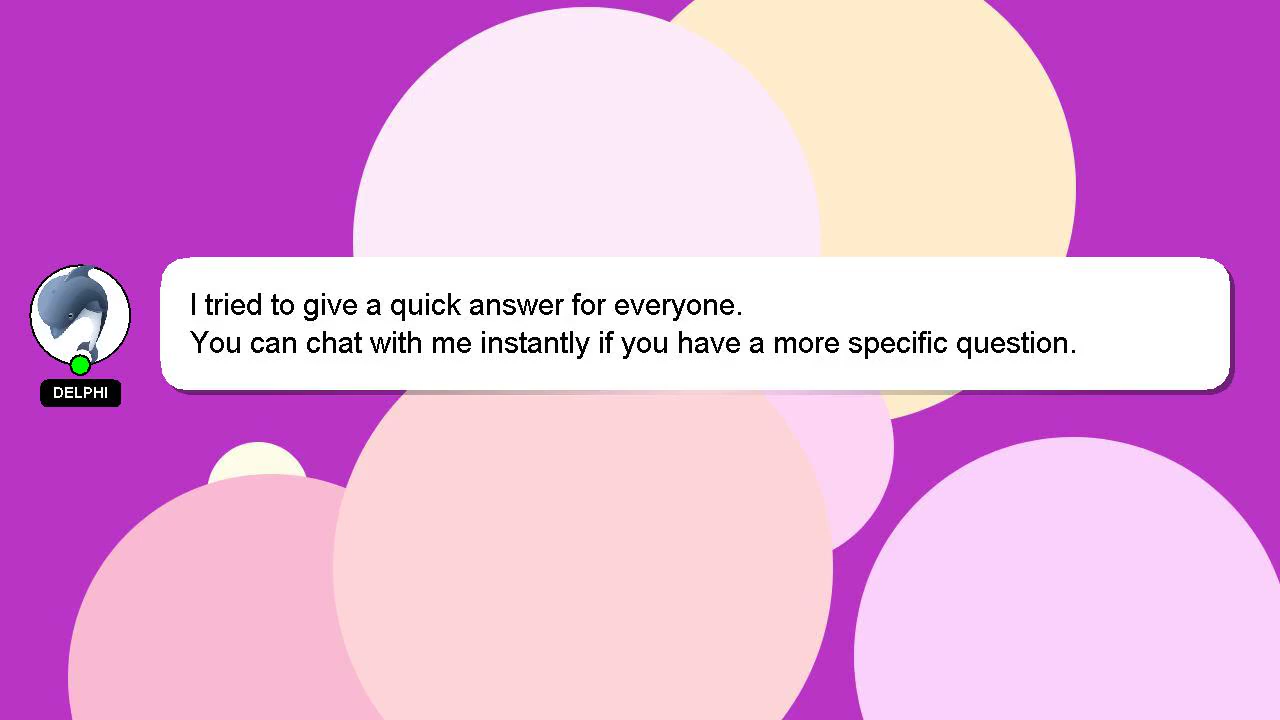 I tried to give a quick answer for everyone.
You can chat with me instantly if you have a more specific question.
DELPHI